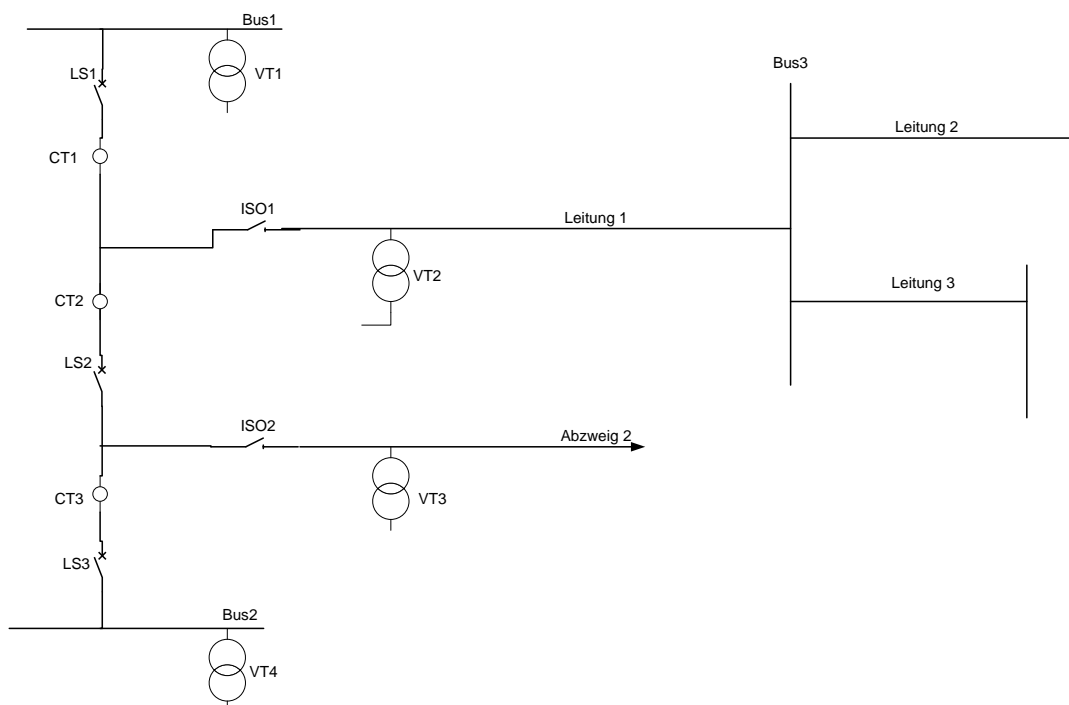 Bus1
LS1
VT1
Bus3
Leitung 2
CT1
ISO1
Leitung 1
VT2
Leitung 3
CT2
LS2
ISO2
Abzweig 2
CT3
VT3
LS3
Bus2
VT4